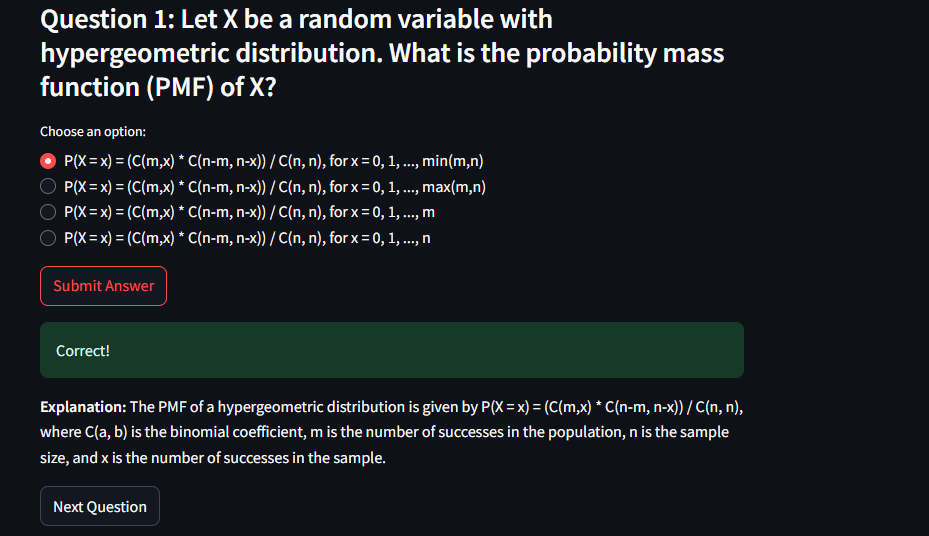 Question 1: Let X be a random variable with
hypergeometric distribution. What is the probability mass
function (PMF) of X?
Choose an option:
P(X = x) = (C(m,x) * C(n-m, n-x)) / C(n, n), for x = 0, 1, ..., min(m,n)
P(X = x) = (C(m,x) * C(n-m, n-x)) / C(n, n), for x = 0, 1, ..., max(m,n)
P(X = x) = (C(m,x) * C(n-m, n-x)) / C(n, n), for x = 0, 1, ..., m
P(X = x) = (C(m,x) * C(n-m, n-x)) / C(n, n), for x = 0, 1, ..., n
Submit Answer
Correct!
Explanation: The PMF of a hypergeometric distribution is given by P(X = x) = (C(m,x) * C(n-m, n-x)) / C(n, n),
where C(a, b) is the binomial coefficient, m is the number of successes in the population, n is the sample
size, and x is the number of successes in the sample.
Next Question